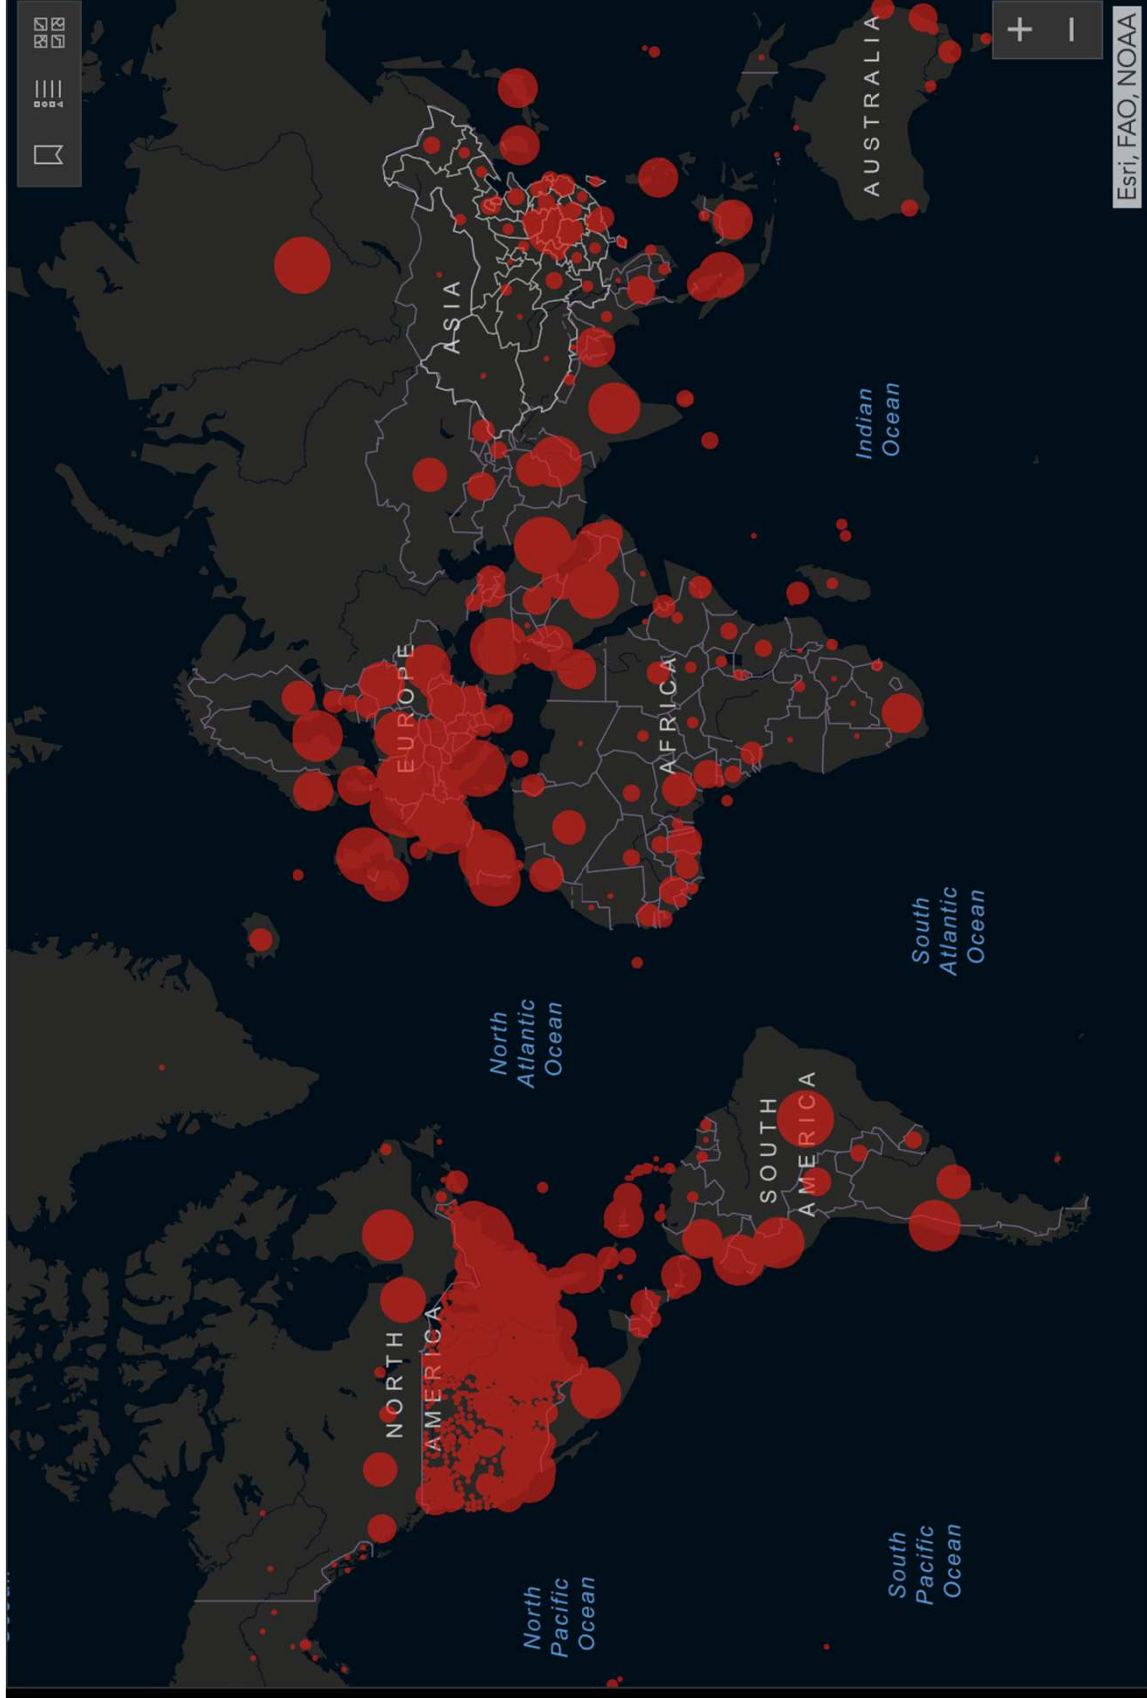 NORTH
AMERICA
North
Atlantic
Ocean
EUROPE
ASIA
AFRICA
SOUTH
AMERICA
North
Pacific
Ocean
South
Pacific
Ocean
South
Atlantic
Ocean
Indian
Ocean
AUSTRALIA
+
−
Esri, FAO, NOAA